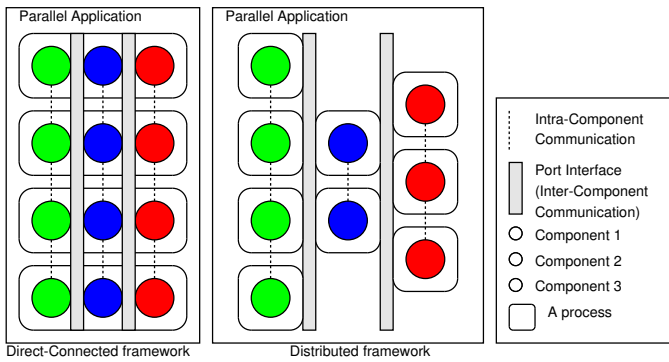 Parallel Application
Parallel Application
Intra-Component
Communication
Port Interface
(Inter-Component
Communication)
Component 1
Component 2
Component 3
A process
Direct-Connected framework
Distributed framework